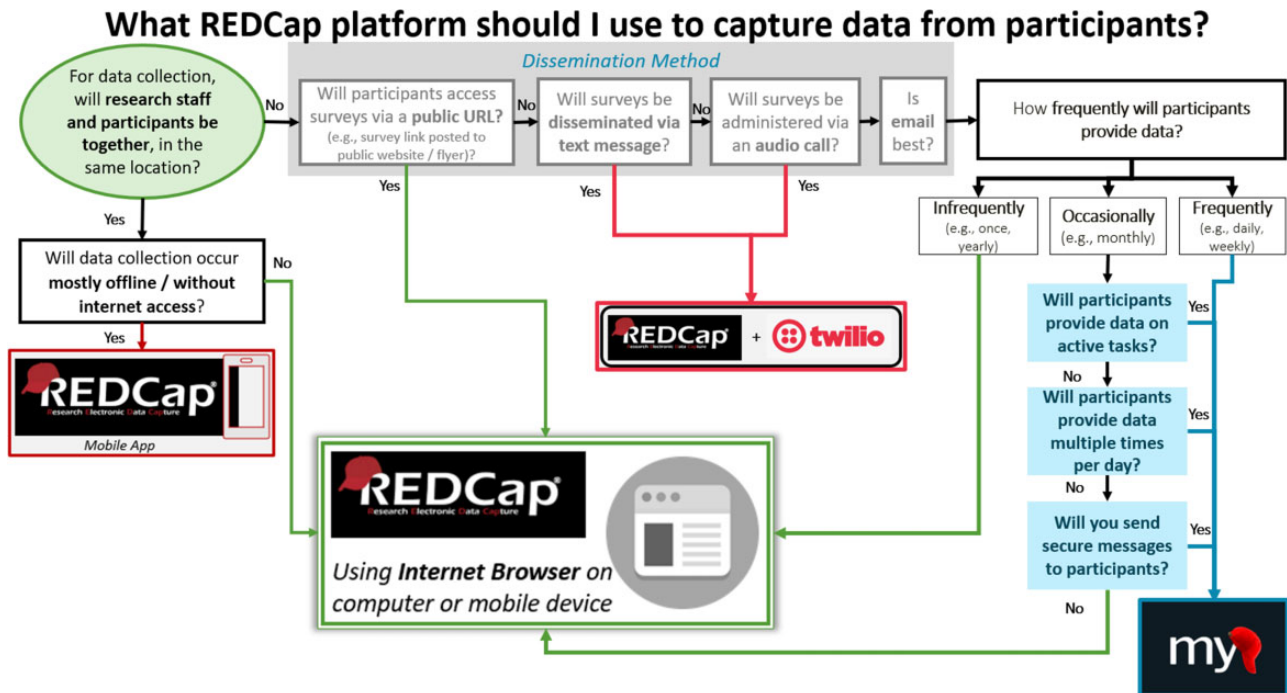 What REDCap platform should I use to capture data from participants?
Dissemination Method
For data collection,
will research staff
and participants be
together, in the
same location?
No
Will participants access
surveys via a public URL?
(e.g., survey link posted to
public website / flyer)?
No
Will surveys be
disseminated via
text message?
No
Will surveys be
administered via
an audio call?
Is
email
best?
How frequently will participants
provide data?
Yes
Yes
Yes
Yes
Infrequently
(e.g., once,
yearly)
Occasionally
(e.g., monthly)
Frequently
(e.g., daily,
weekly)
Will data collection occur
mostly offline / without
internet access?
No
Yes
REDCap®
Research Electronic Data Capture
Mobile App
REDCap
Research Electronic Data Capture
+
twilio
Will participants
provide data on
active tasks?
Yes
No
Will participants
provide data
multiple times
per day?
Yes
No
Will you send
secure messages
to participants?
Yes
No
REDCap®
Research Electronic Data Capture
Using Internet Browser on
computer or mobile device
my